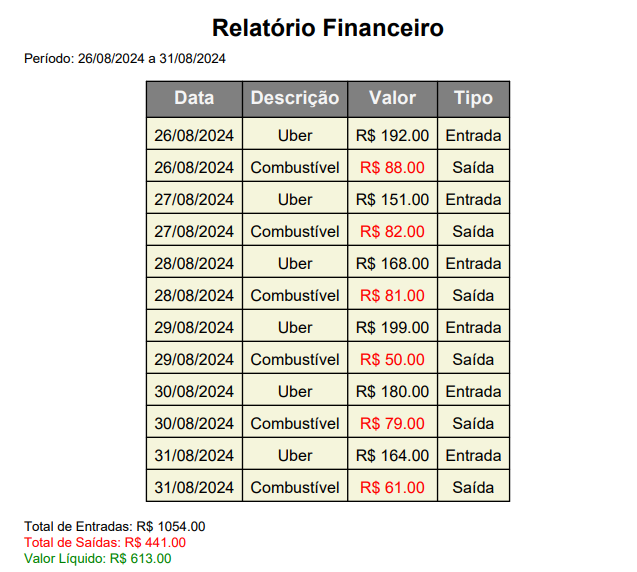 Relatório Financeiro
Período: 26/08/2024 a 31/08/2024
Data Descrição Valor Tipo
26/08/2024 Uber R$ 192.00 Entrada
26/08/2024 Combustível R$ 88.00 Saída
27/08/2024 Uber R$ 151.00 Entrada
27/08/2024 Combustível R$ 82.00 Saída
28/08/2024 Uber R$ 168.00 Entrada
28/08/2024 Combustível R$ 81.00 Saída
29/08/2024 Uber R$ 199.00 Entrada
29/08/2024 Combustível R$ 50.00 Saída
30/08/2024 Uber R$ 180.00 Entrada
30/08/2024 Combustível R$ 79.00 Saída
31/08/2024 Uber R$ 164.00 Entrada
31/08/2024 Combustível R$ 61.00 Saída
Total de Entradas: R$ 1054.00
Total de Saídas: R$ 441.00
Valor Líquido: R$ 613.00